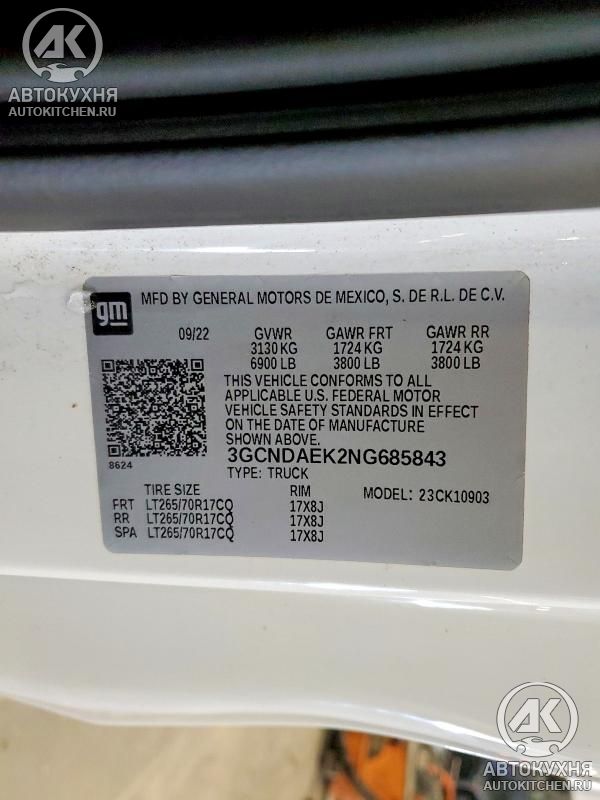 AK
АВТОКУХНЯ
AUTOKITCHEN.RU
gm
MFD BY GENERAL MOTORS DE MEXICO, S. DE R.L. DE C.V.
09/22 GVWR GAWR FRT GAWR RR
3130 KG 1724 KG 1724 KG
6900 LB 3800 LB 3800 LB
THIS VEHICLE CONFORMS TO ALL
APPLICABLE U.S. FEDERAL MOTOR
VEHICLE SAFETY STANDARDS IN EFFECT
ON THE DATE OF MANUFACTURE
SHOWN ABOVE.
8624
3GCNDAEK2NG685843
TYPE: TRUCK
TIRE SIZE RIM MODEL: 23CK10903
FRT LT265/70R17CQ 17X8J
RR LT265/70R17CQ 17X8J
SPA LT265/70R17CQ 17X8J
AK
АВТОКУХНЯ
AUTOKITCHEN.RU